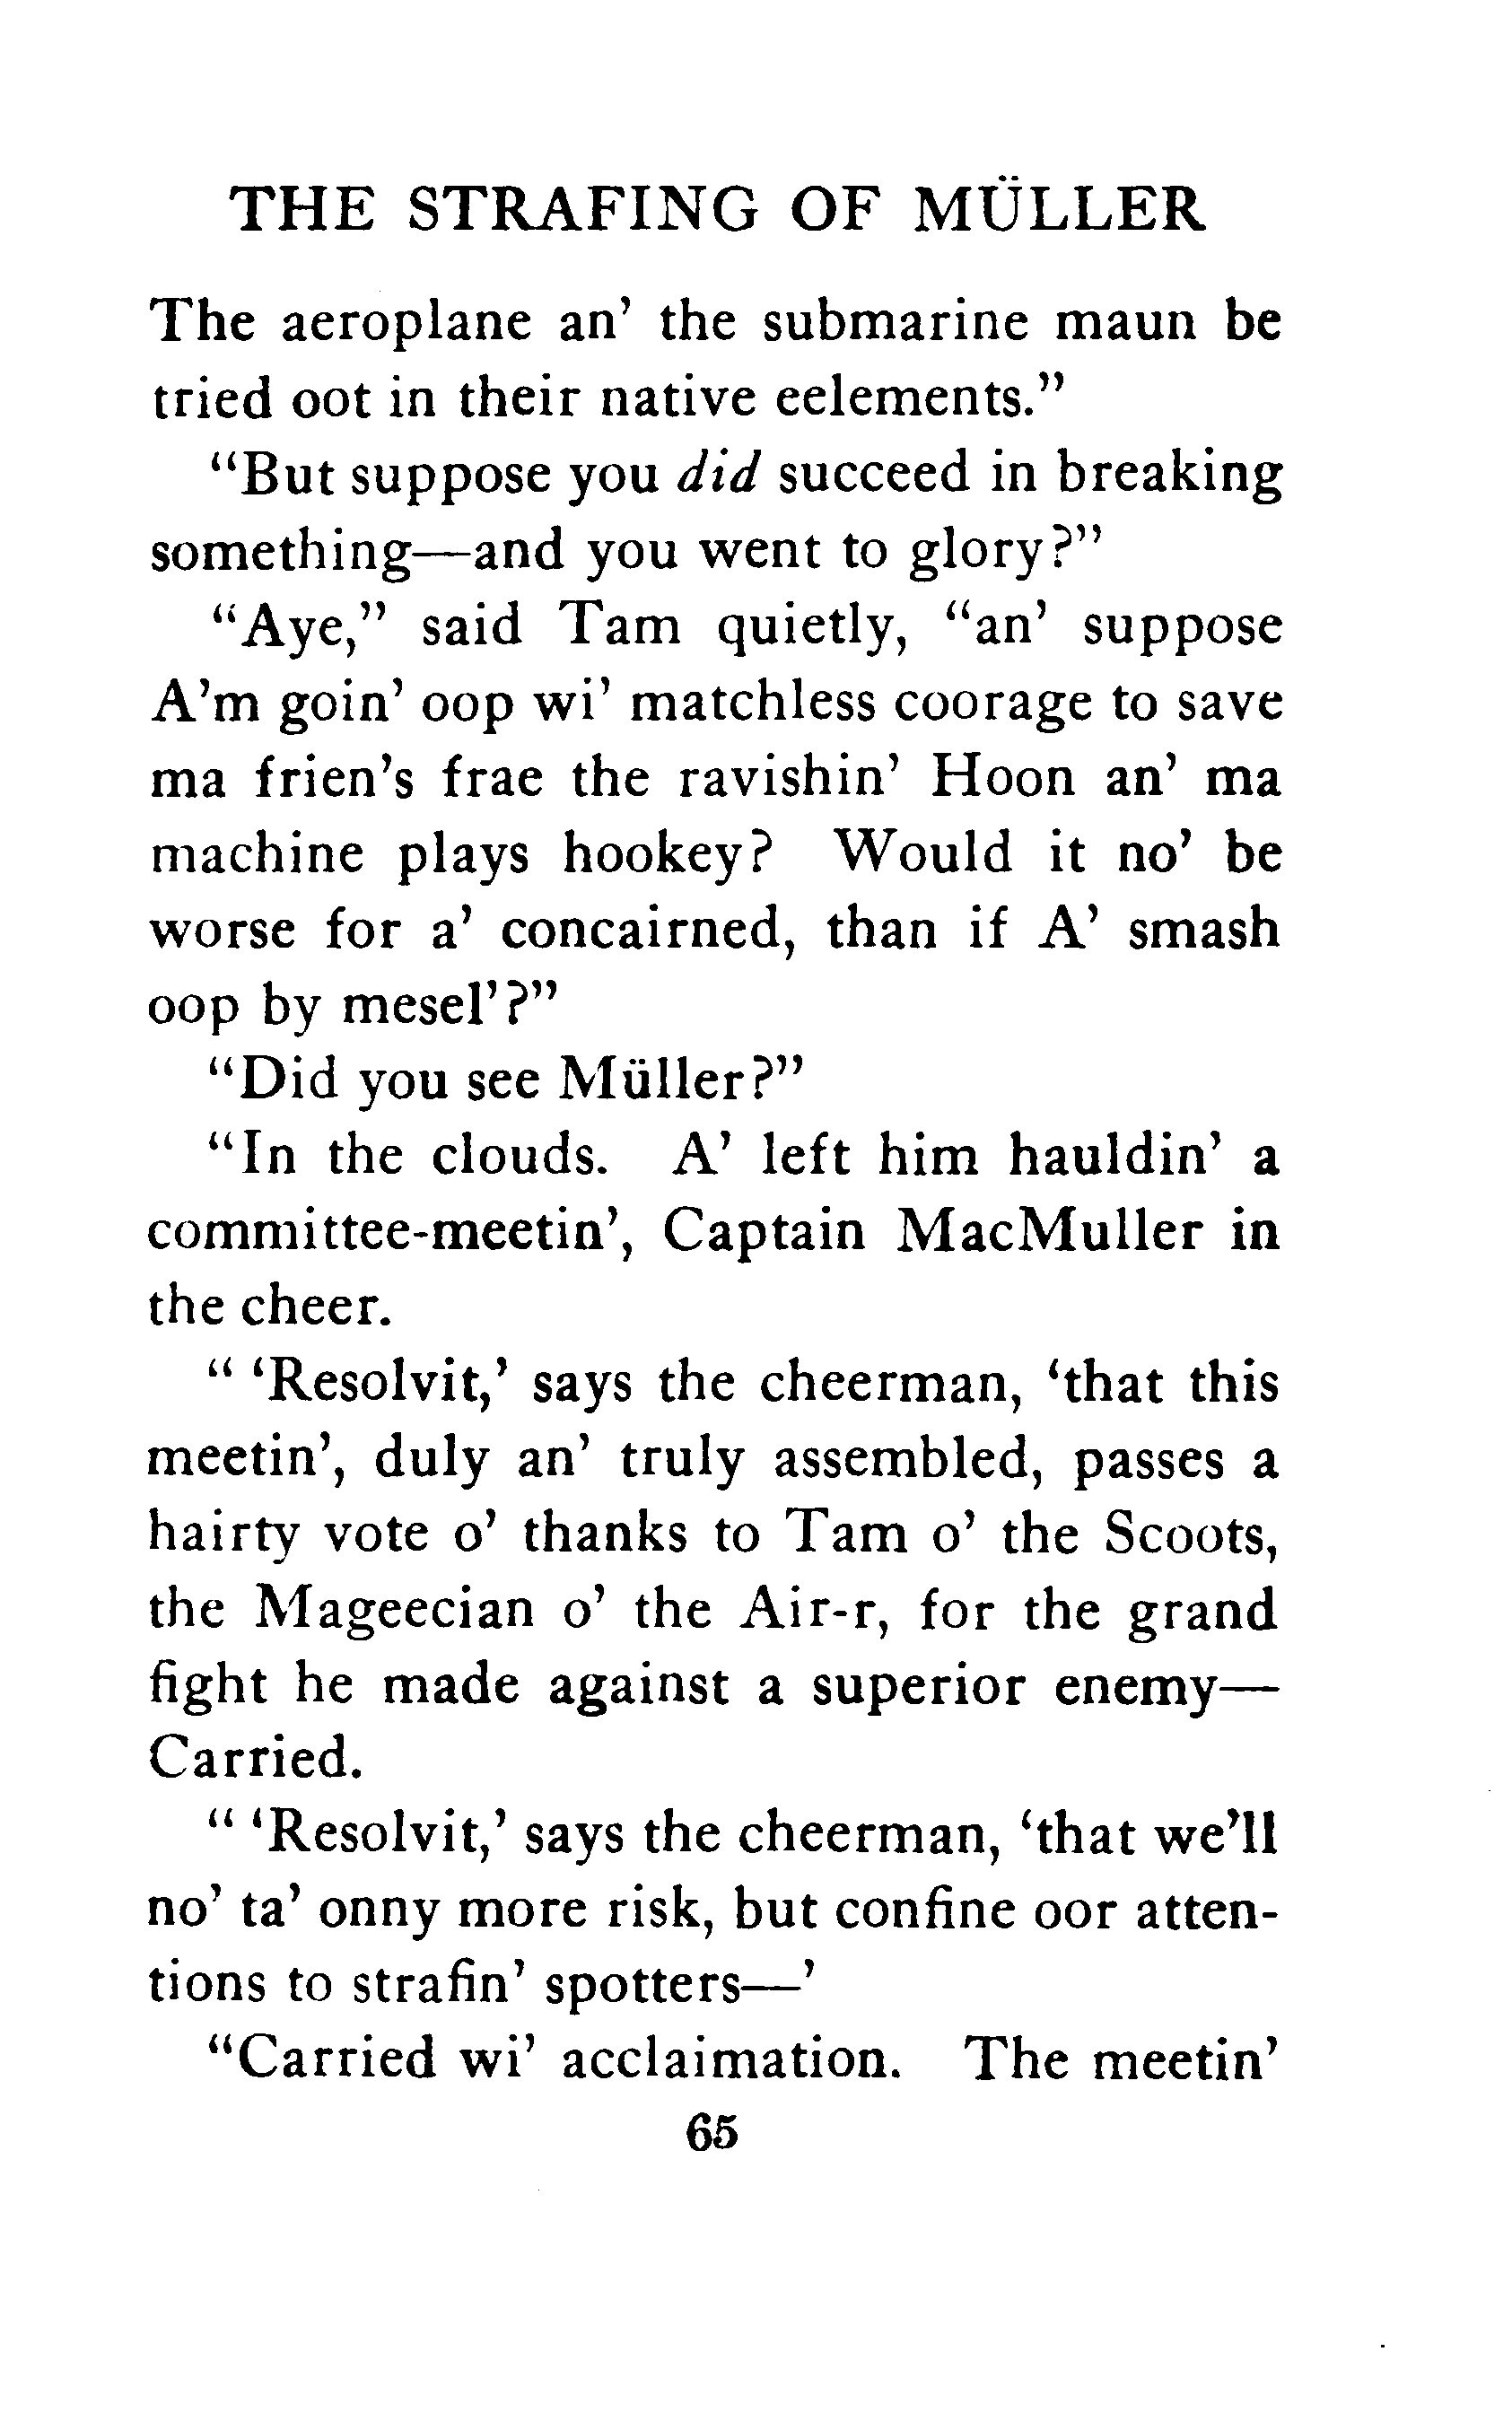 THE STRAFING OF MÜLLER
The aeroplane an’ the submarine maun be
tried oot in their native eelements.”
“But suppose you did succeed in breaking
something—and you went to glory?”
“Aye,” said Tam quietly, “an’ suppose
A’m goin’ oop wi’ matchless coorage to save
ma frien’s frae the ravishin’ Hoon an’ ma
machine plays hookey? Would it no’ be
worse for a’ concairned, than if A’ smash
oop by mesel’?”
“Did you see Müller?”
“In the clouds. A’ left him hauldin’ a
committee-meetin’, Captain MacMuller in
the cheer.
“ ‘Resolvit,’ says the cheerman, ‘that this
meetin’, duly an’ truly assembled, passes a
hairty vote o’ thanks to Tam o’ the Scoots,
the Mageecian o’ the Air-r, for the grand
fight he made against a superior enemy—
Carried.
“ ‘Resolvit,’ says the cheerman, ‘that we’ll
no’ ta’ onny more risk, but confine oor atten-
tions to strafin’ spotters—’
“Carried wi’ acclaimation. The meetin’
65